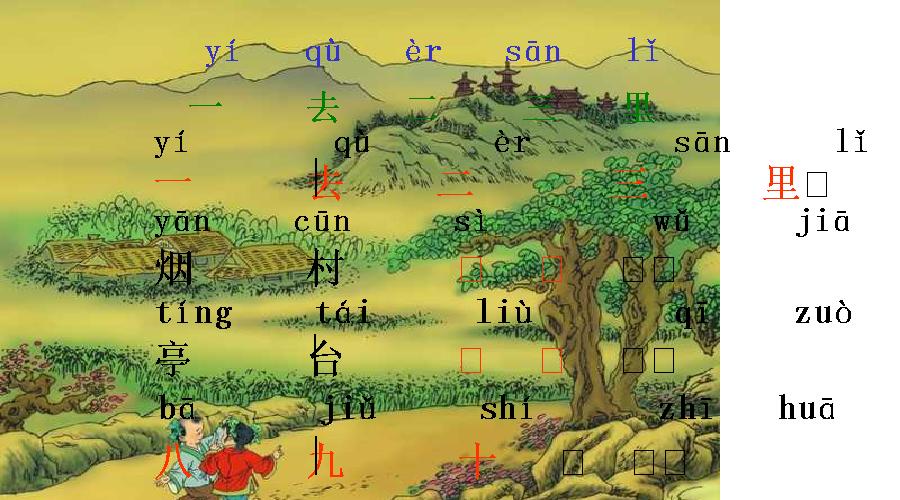 yí qù èr sān lǐ
一 去 二 三 里
yí qù èr sān lǐ
一 去 二 三 里□
yān cūn sì wǔ jiā
烟 村 □ □ □□
tíng tái liù qī zuò
亭 台 □ □ □□
bā jiǔ shí zhī huā
八 九 十 □ □□